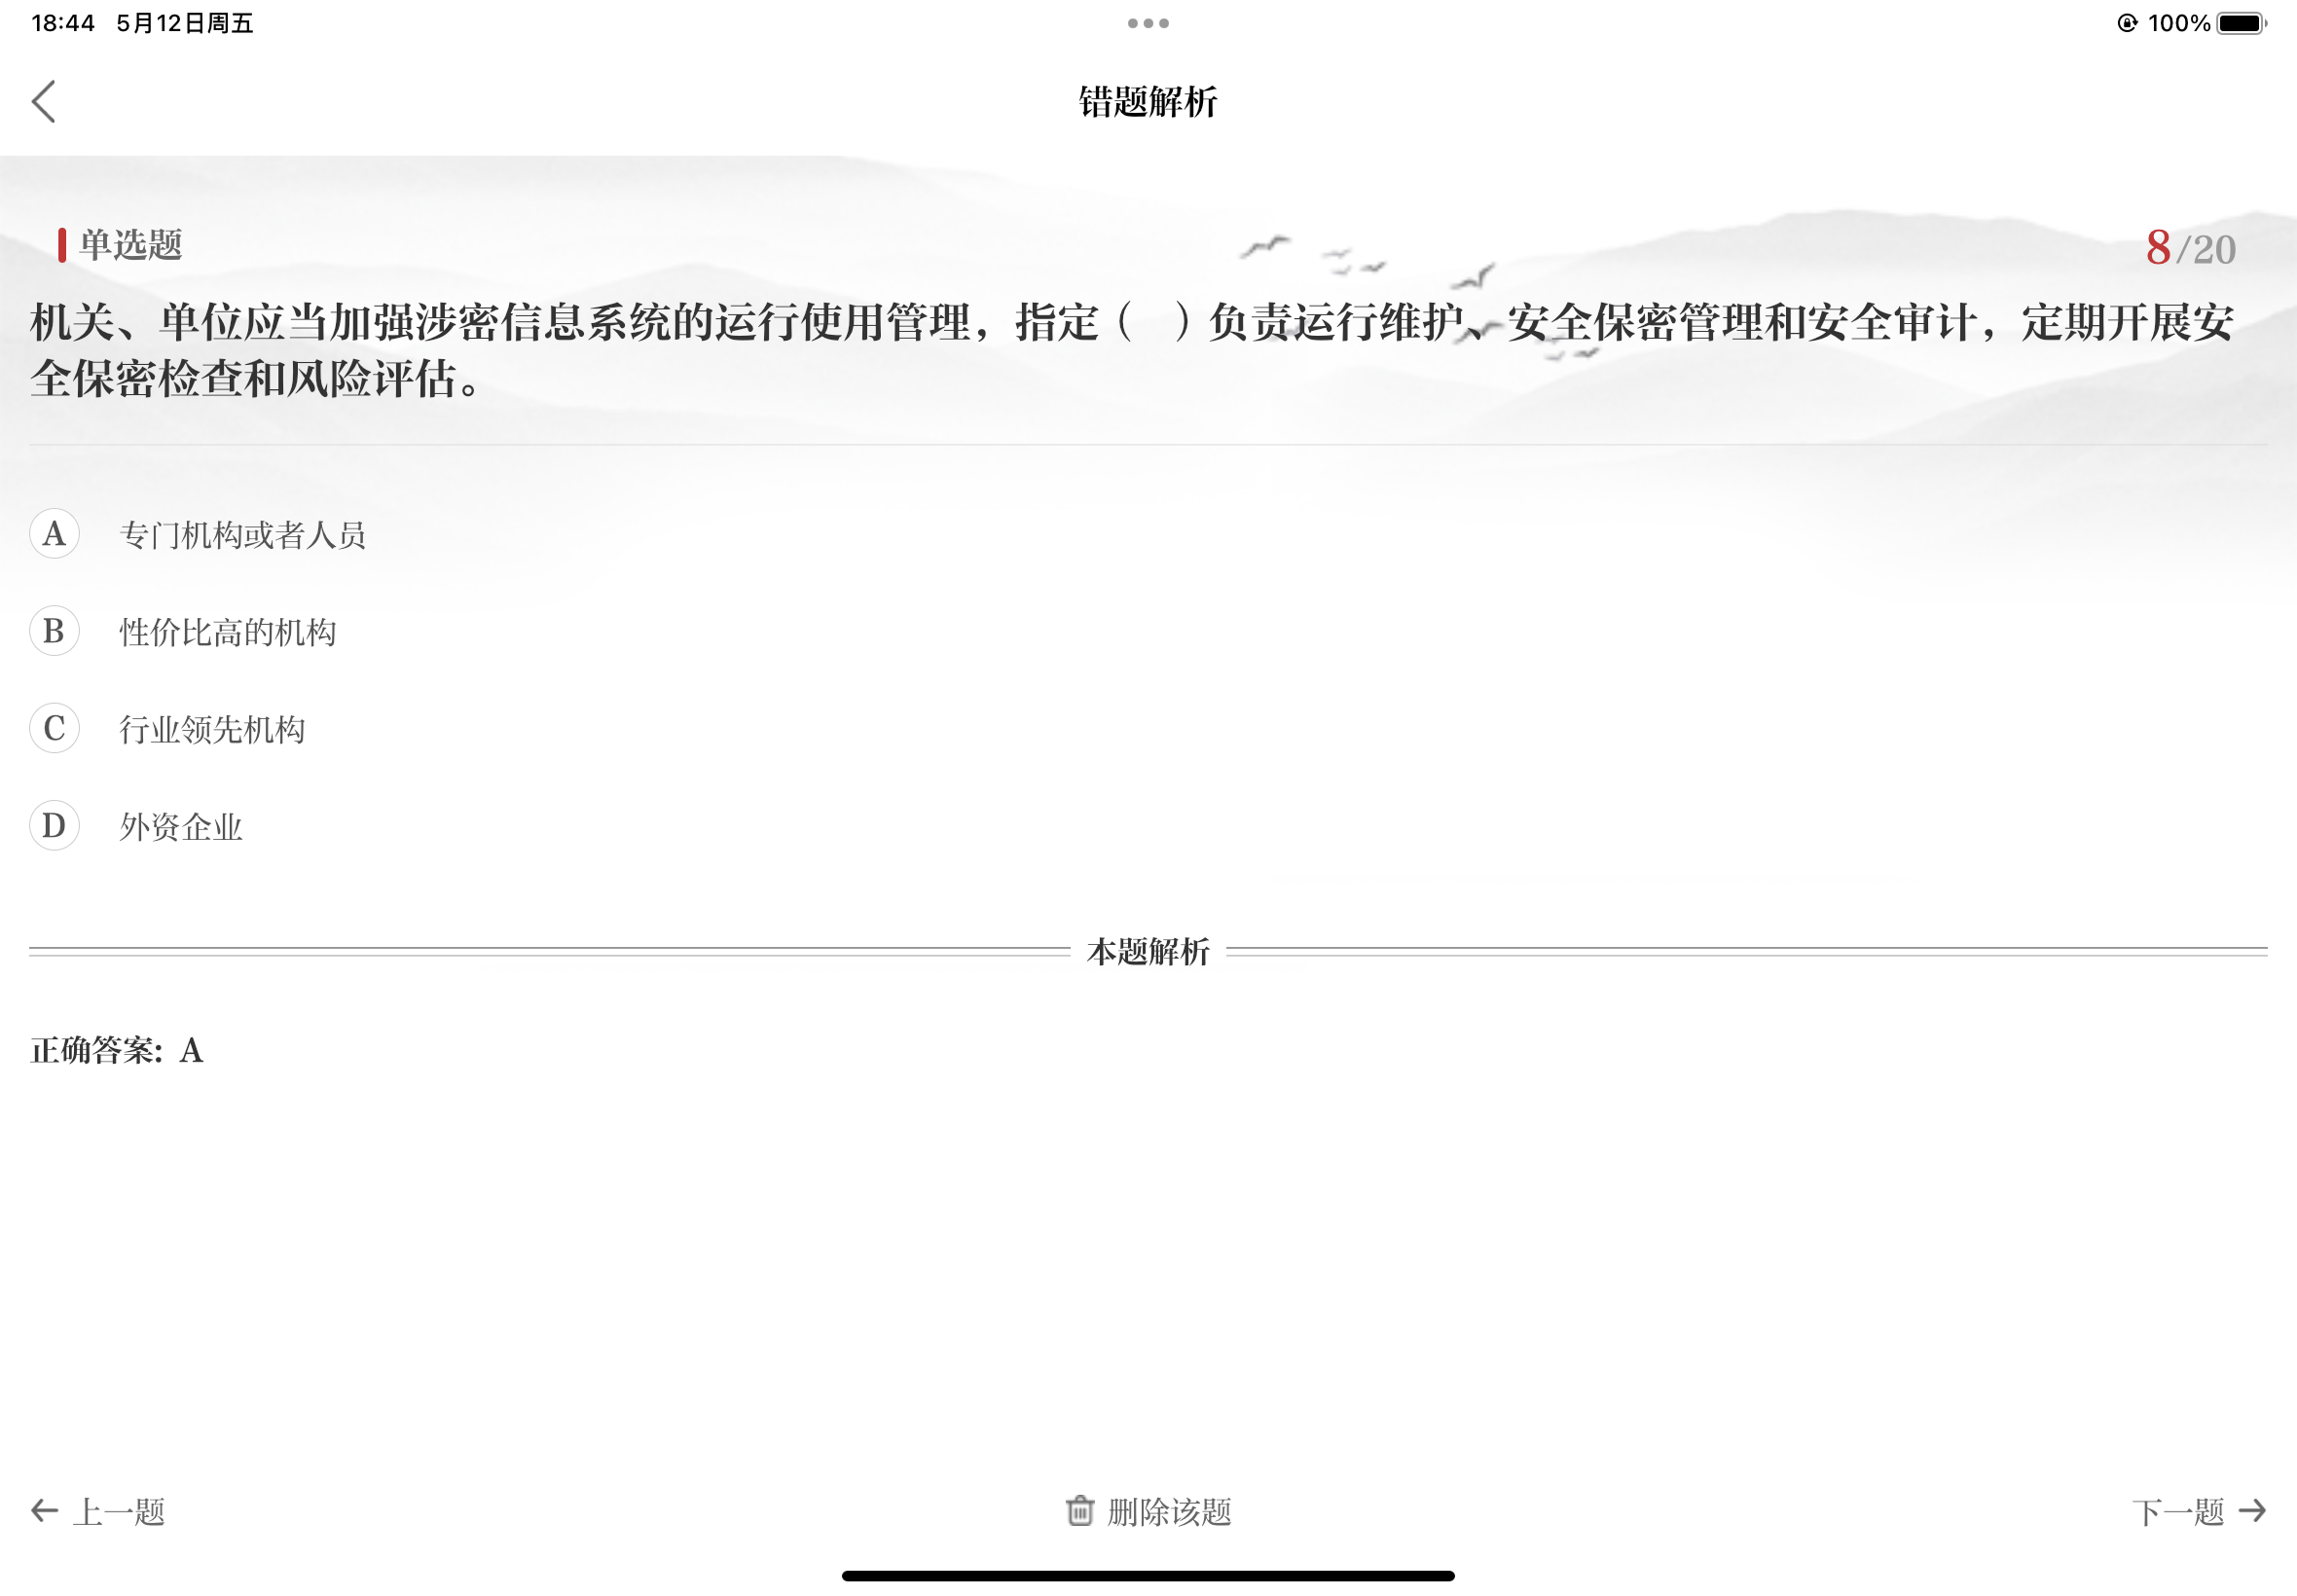 18:44 5月12日周五
100%
错题解析
单选题
8/20
机关、单位应当加强涉密信息系统的运行使用管理，指定（ ）负责运行维护、安全保密管理和安全审计，定期开展安
全保密检查和风险评估。
A 专门机构或者人员
B 性价比高的机构
C 行业领先机构
D 外资企业
本题解析
正确答案：A
上一题
删除该题
下一题